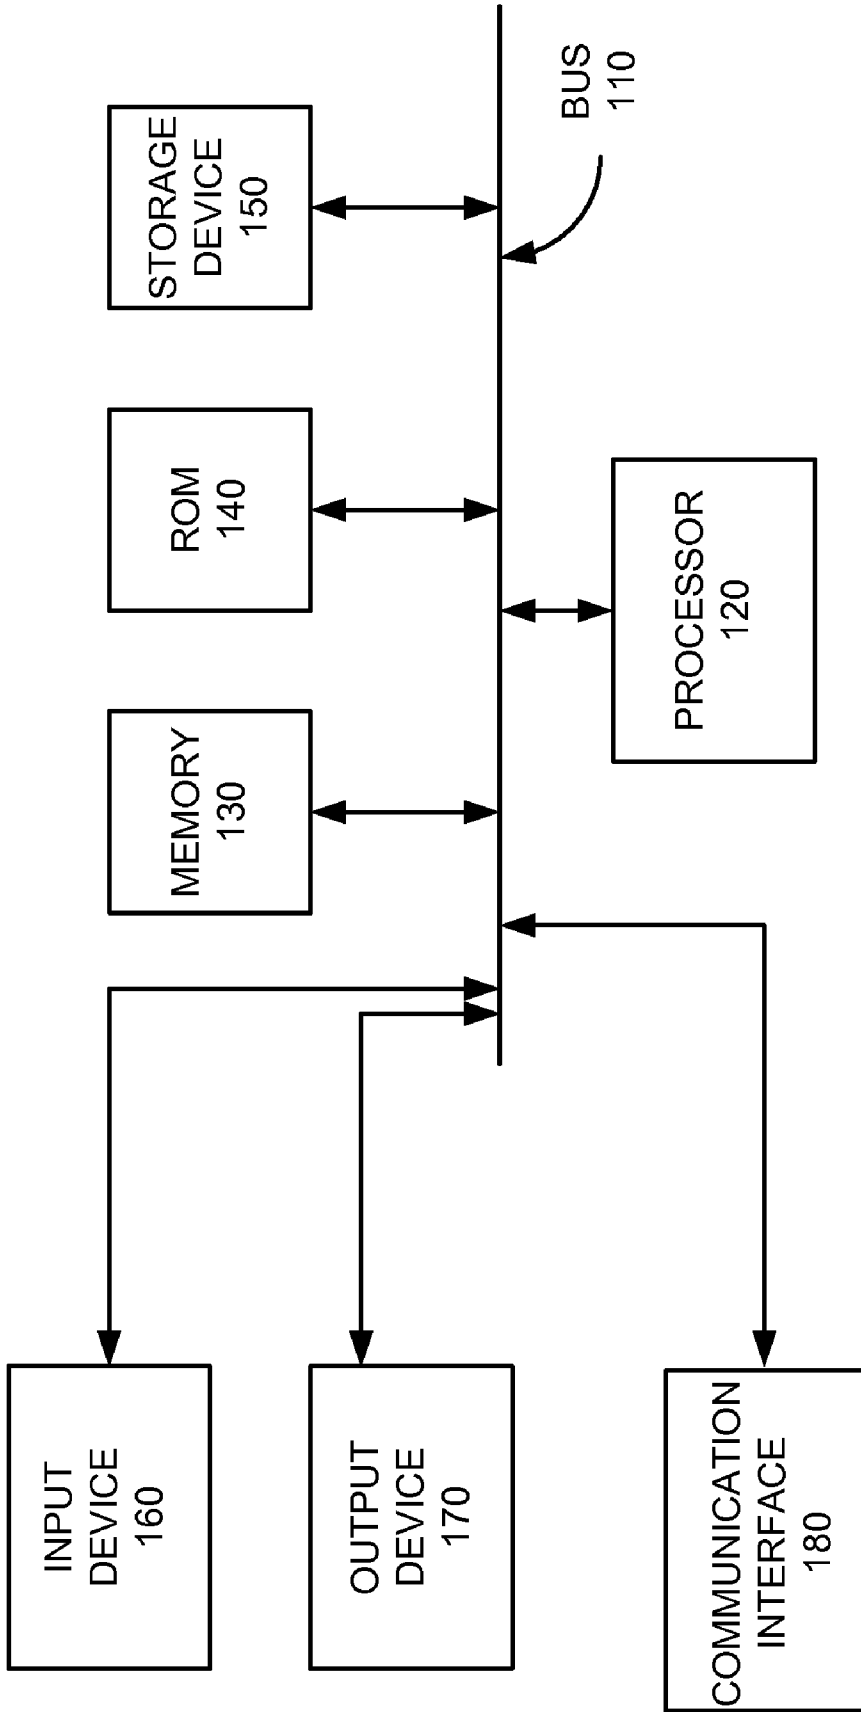 INPUT
DEVICE
160
OUTPUT
DEVICE
170
COMMUNICATION
INTERFACE
180
MEMORY
130
ROM
140
STORAGE
DEVICE
150
PROCESSOR
120
BUS
110